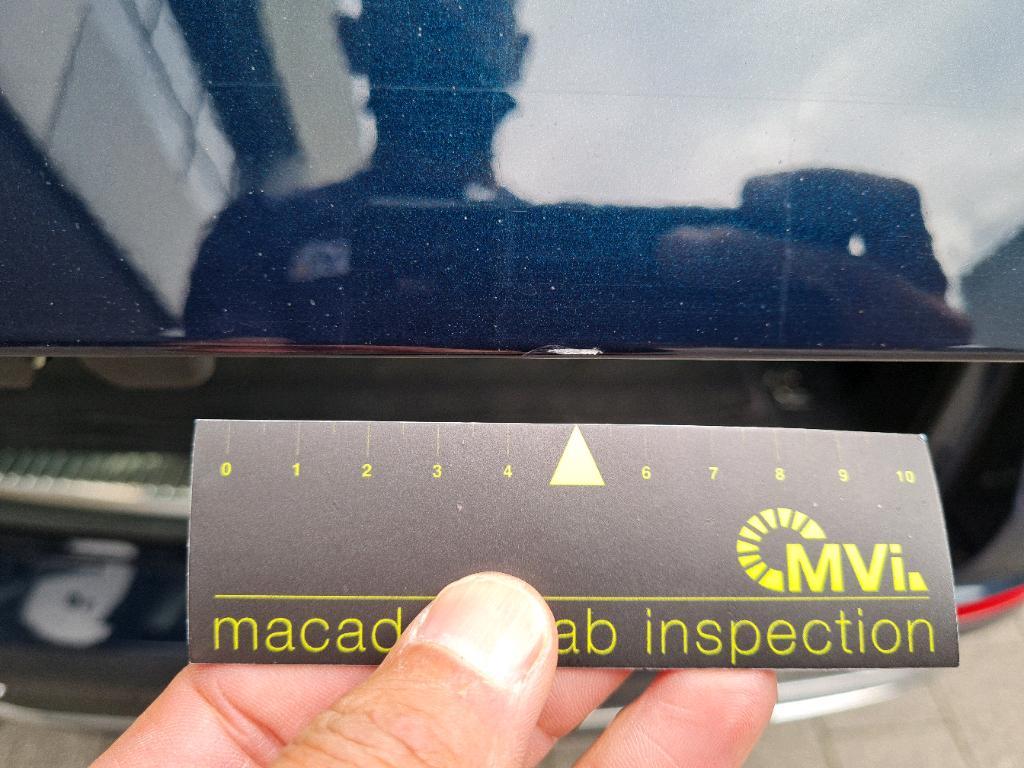 0 1 2 3 4 6 7 8 9 10
MVi
macad ab inspection